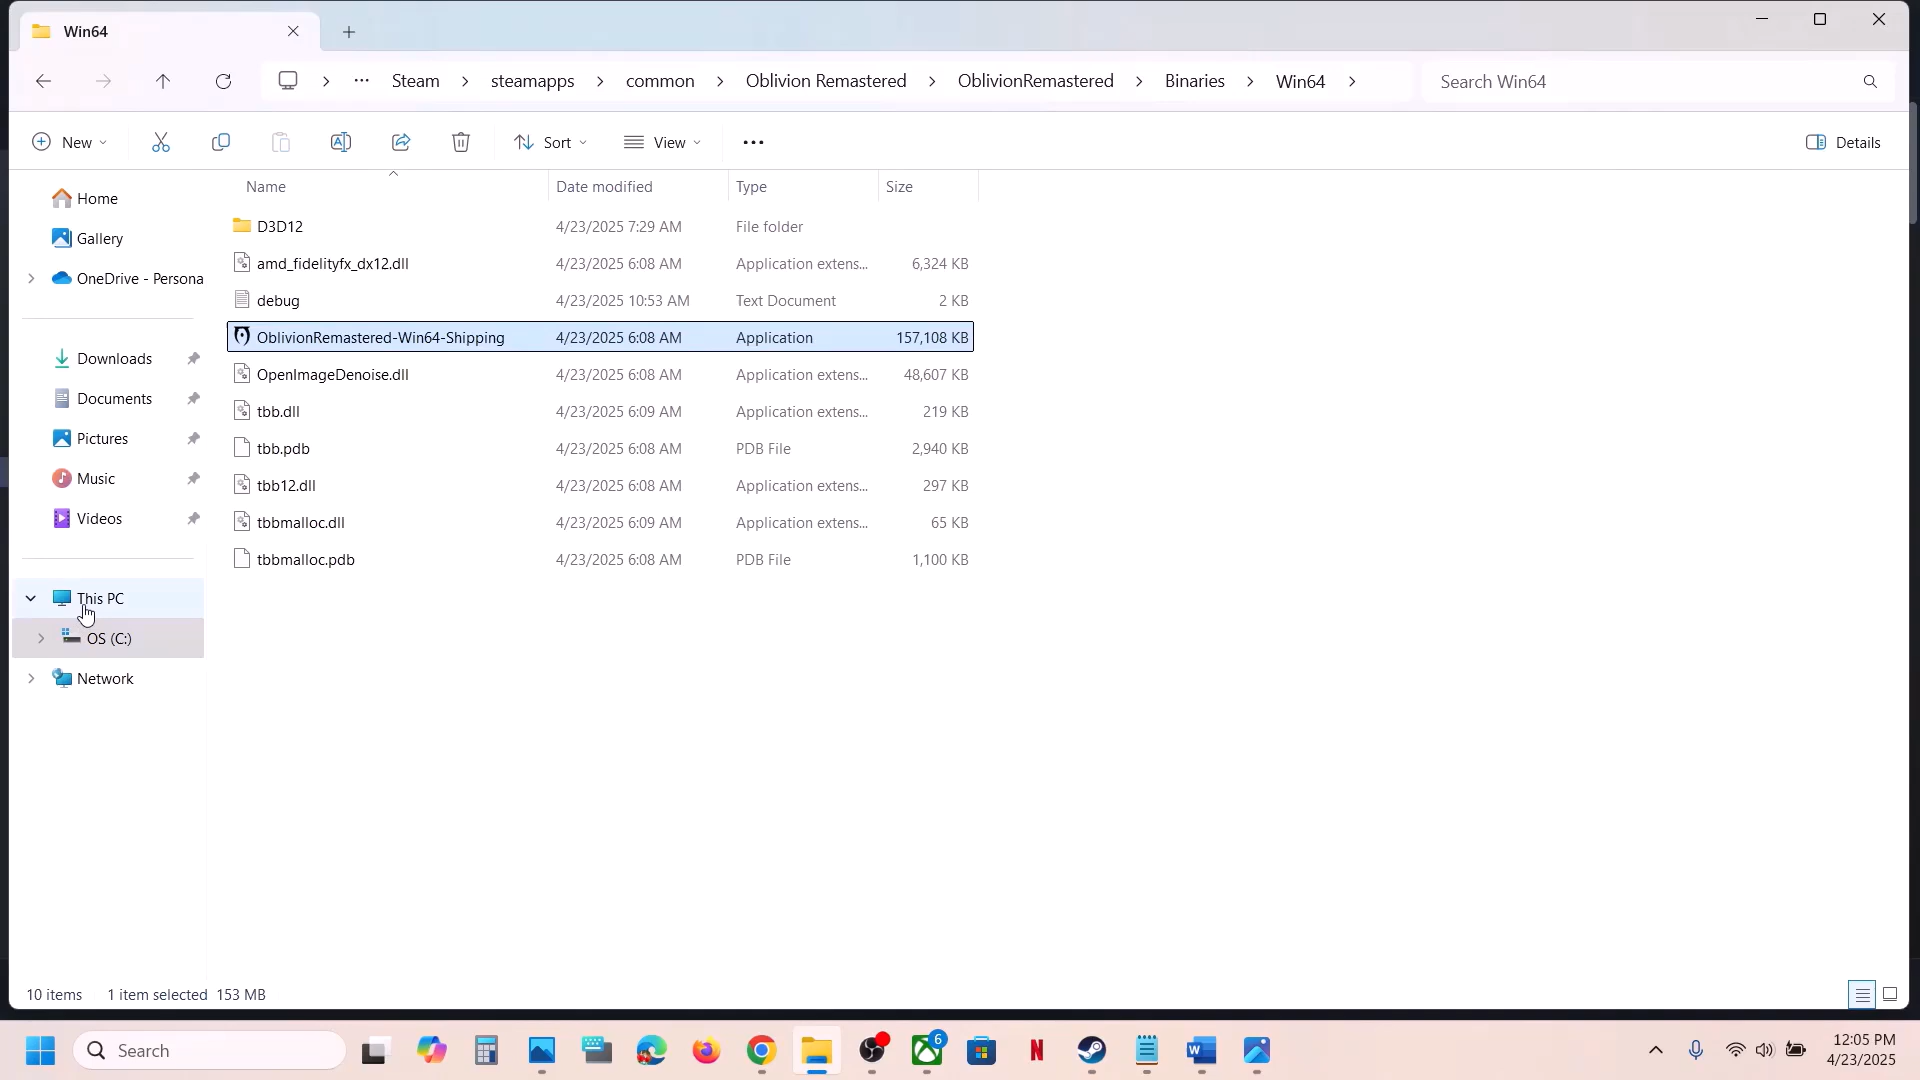 Win64
Steam > steamapps > common > Oblivion Remastered > OblivionRemastered > Binaries > Win64 >
Search Win64
New
Sort
View
Details
Name Date modified Type Size
Home
Gallery
OneDrive - Persona
Downloads
Documents
Pictures
Music
Videos
This PC
OS (C:)
Network
D3D12 4/23/2025 7:29 AM File folder
amd_fidelityfx_dx12.dll 4/23/2025 6:08 AM Application extens... 6,324 KB
debug 4/23/2025 10:53 AM Text Document 2 KB
OblivionRemastered-Win64-Shipping 4/23/2025 6:08 AM Application 157,108 KB
OpenImageDenoise.dll 4/23/2025 6:08 AM Application extens... 48,607 KB
tbb.dll 4/23/2025 6:09 AM Application extens... 219 KB
tbb.pdb 4/23/2025 6:08 AM PDB File 2,940 KB
tbb12.dll 4/23/2025 6:08 AM Application extens... 297 KB
tbbmalloc.dll 4/23/2025 6:09 AM Application extens... 65 KB
tbbmalloc.pdb 4/23/2025 6:08 AM PDB File 1,100 KB
10 items 1 item selected 153 MB
Search
6
12:05 PM
4/23/2025